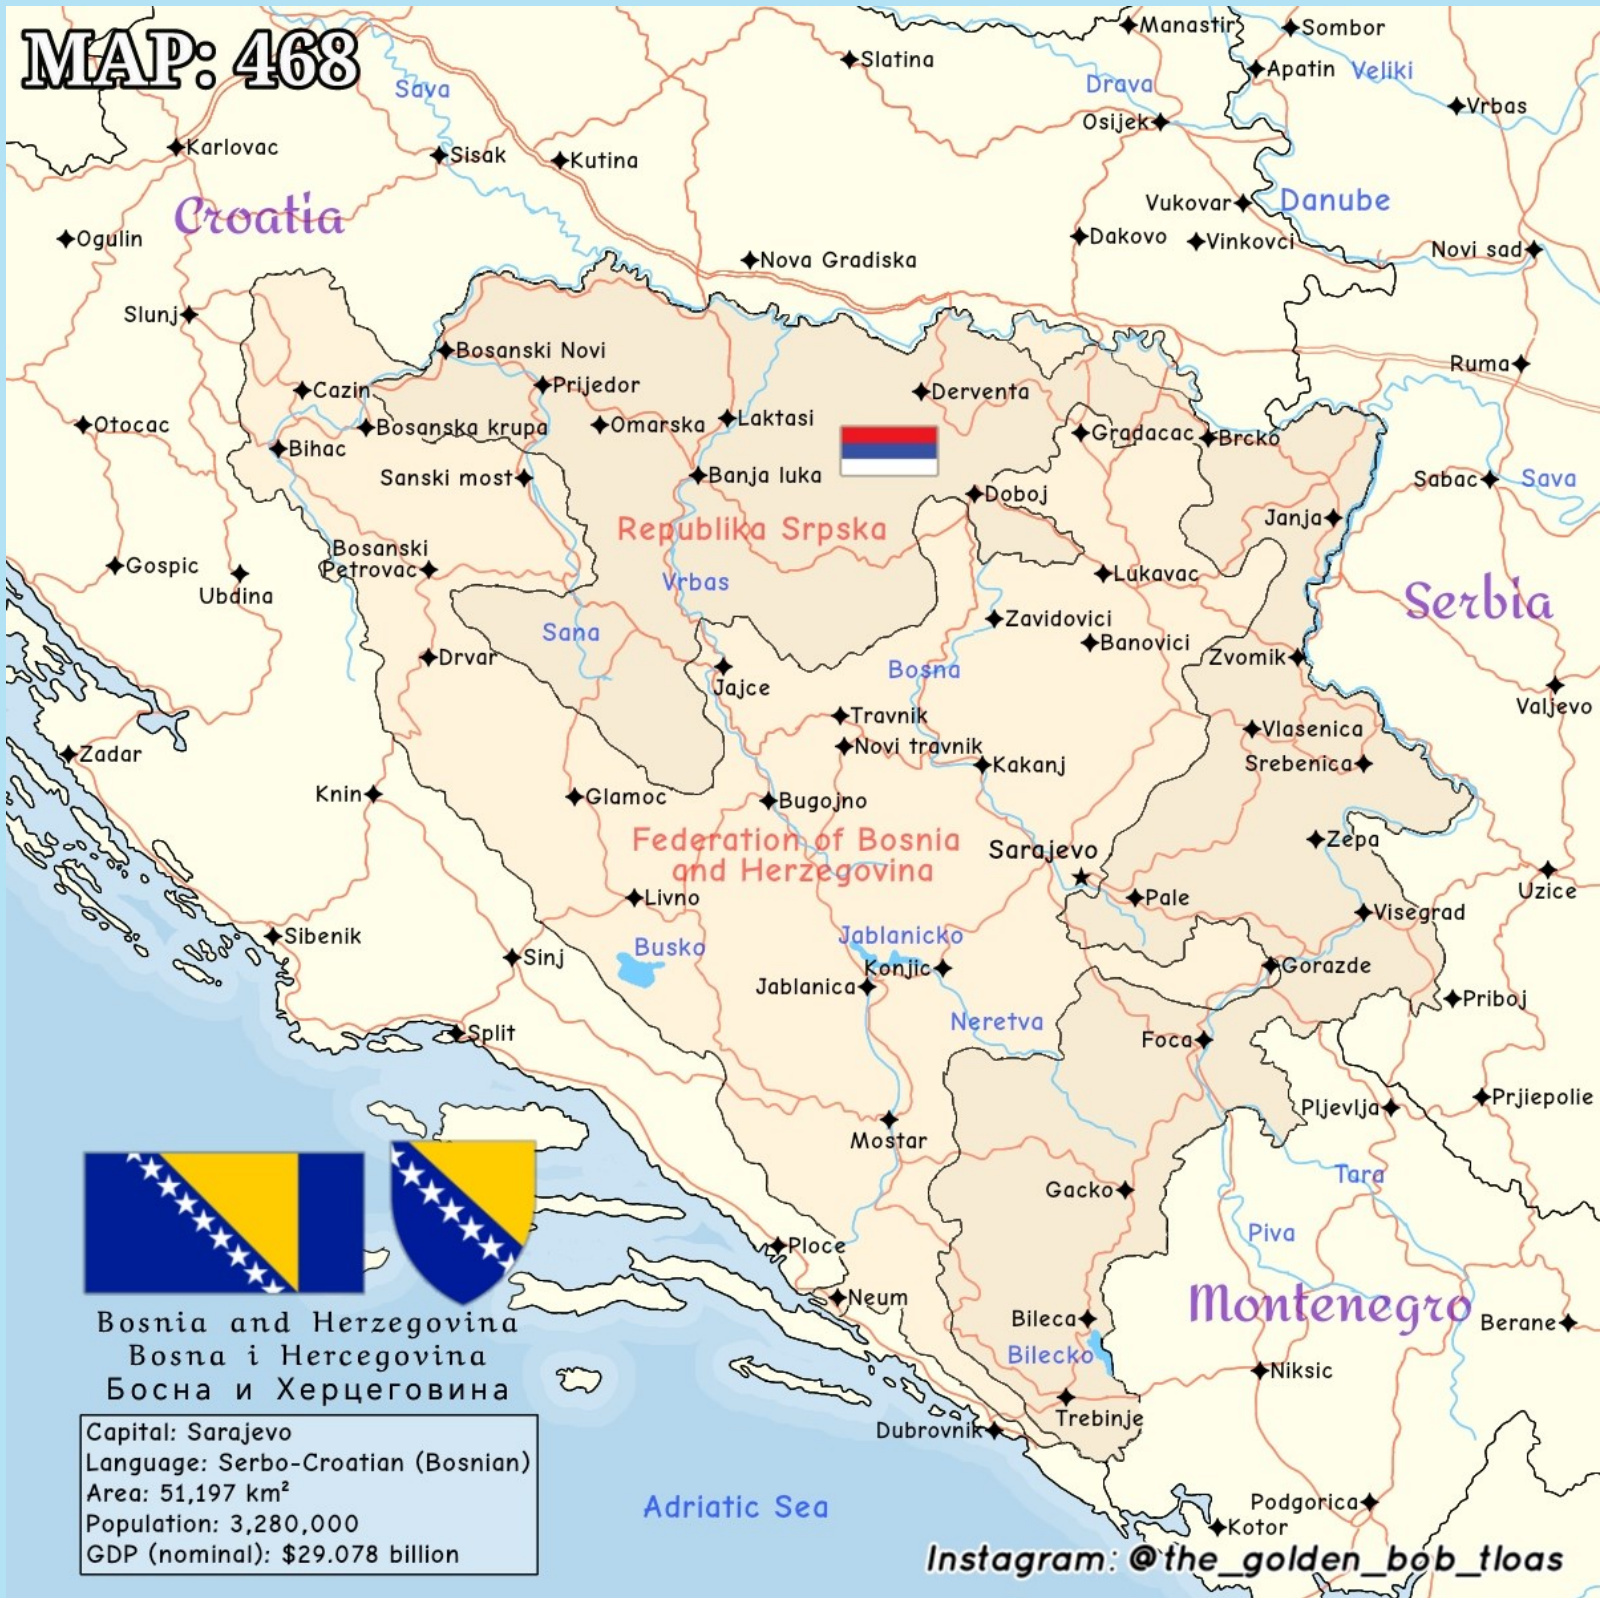 MAP: 468
Manastir
Sombor
Slatina
Apatin
Veliki
Sava
Drava
Vrbas
Osijek
Karlovac
Sisak
Kutina
Croatia
Vukovar
Danube
Ogulin
Dakovo
Vinkovci
Novi sad
Nova Gradiska
Slunj
Bosanski Novi
Ruma
Cazin
Prijedor
Derventa
Otocac
Bosanska krupa
Omarska
Laktasi
Gradacac
Brcko
Bihac
Sanski most
Banja luka
Sabac
Sava
Doboj
Janja
Republika Srpska
Bosanski
Petrovac
Gospic
Ubdina
Vrbas
Lukavac
Serbia
Zavidovici
Sana
Banovici
Drvar
Bosna
Zvornik
Jajce
Valjevo
Travnik
Vlasenica
Novi travnik
Zadar
Kakanj
Srebenica
Knin
Glamoc
Bugojno
Federation of Bosnia
and Herzegovina
Zepa
Sarajevo
Uzice
Livno
Pale
Visegrad
Sibenik
Busko
Jablanicko
Sinj
Konjic
Gorazde
Jablanica
Priboj
Neretva
Split
Foca
Pljevlja
Prjiepolie
Mostar
Tara
Gacko
Piva
Ploce
Neum
Montenegro
Bileca
Berane
Bilecko
Niksic
Trebinje
Dubrovnik
Bosnia and Herzegovina
Bosna i Hercegovina
Босна и Херцеговина
Capital: Sarajevo
Language: Serbo-Croatian (Bosnian)
Area: 51,197 km²
Population: 3,280,000
GDP (nominal): $29.078 billion
Adriatic Sea
Podgorica
Kotor
Instagram: @the_golden_bob_tloas